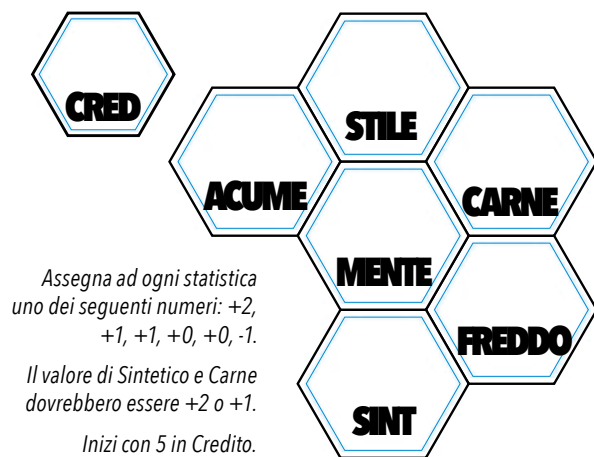 CRED
STILE
ACUME
CARNE
MENTE
FREDDO
SINT
Assegna ad ogni statistica
uno dei seguenti numeri: +2,
+1, +1, +0, +0, -1.
Il valore di Sintetico e Carne
dovrebbero essere +2 o +1.
Inizi con 5 in Credito.